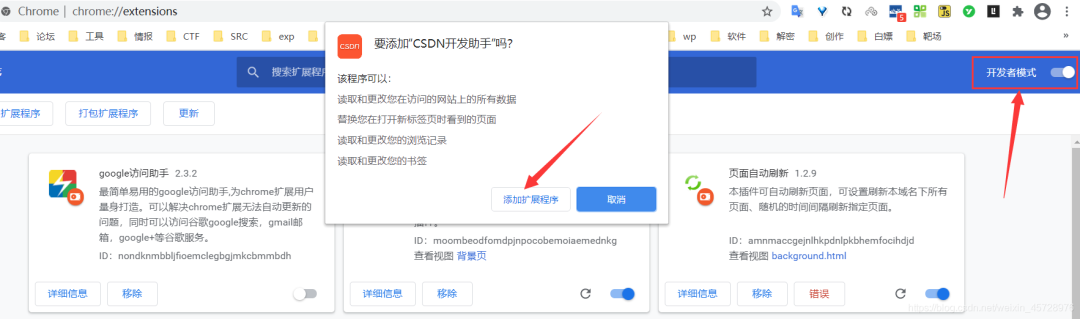 Chrome | chrome://extensions
5
JS
客 论坛 工具 情报 CTF SRC exp wp 软件 解密 创作 白嫖 靶场
搜索扩展程序
开发者模式
扩展程序 打包扩展程序 更新
csdn
要添加"CSDN开发助手"吗?
该程序可以：
读取和更改您在访问的网站上的所有数据
替换您在打开新标签页时看到的页面
读取和更改您的浏览记录
读取和更改您的书签
添加扩展程序 取消
google访问助手 2.3.2
最简单易用的google访问助手,为chrome扩展用户
量身打造。可以解决chrome扩展无法自动更新的
问题，同时可以访问谷歌google搜索，gmail邮
箱，google+等谷歌服务。
ID：nondknmbbljfioemclegbgjmkcbmmbdh
详细信息 移除
ID：moombeodfomdpjnpocobemoiaemednkg
查看视图 背景页
详细信息 移除
页面自动刷新 1.2.9
本插件可自动刷新页面，可设置刷新本域名下所有
页面、随机的时间间隔刷新指定页面。
ID：amnmaccgejnlhkpdnlpkbhemfocihdjd
查看视图 background.html
详细信息 移除 错误